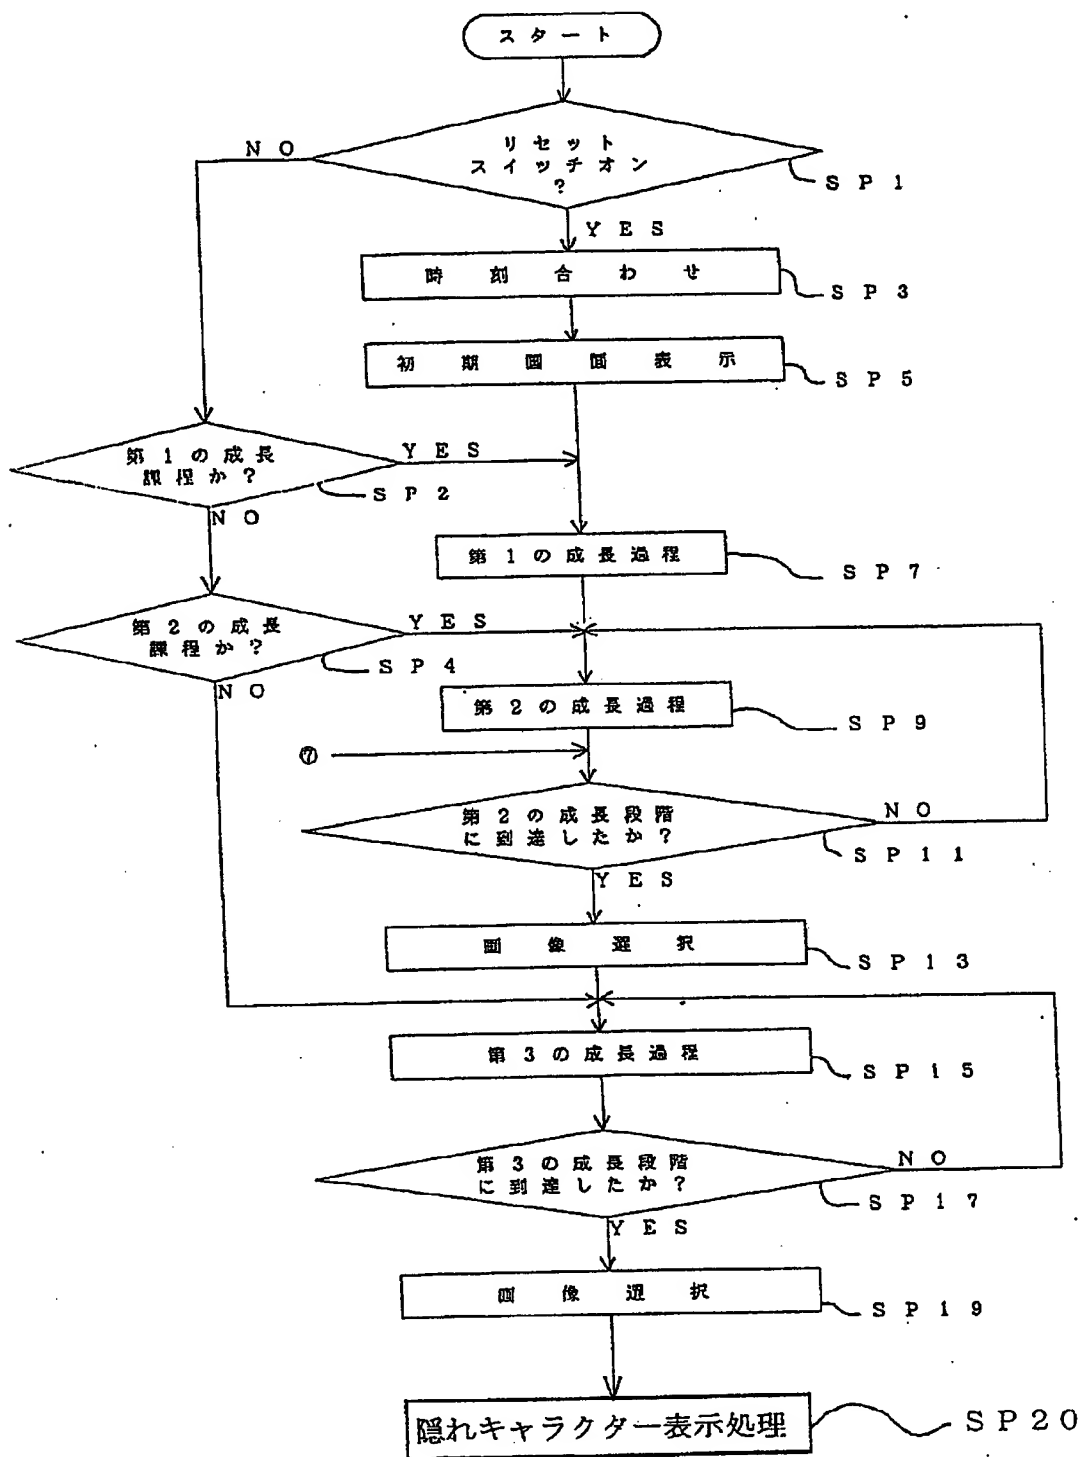 スタート
リセット
スイッチオン
?
NO
SP1
YES
時刻合わせ
SP3
初期画面表示
SP5
第1の成長
課程か?
YES
SP2
NO
第1の成長過程
SP7
第2の成長
課程か?
YES
SP4
NO
第2の成長過程
SP9
⑦
第2の成長段階
に到達したか?
NO
SP11
YES
画像選択
SP13
第3の成長過程
SP15
第3の成長段階
に到達したか?
NO
SP17
YES
画像選択
SP19
隠れキャラクター表示処理
SP20